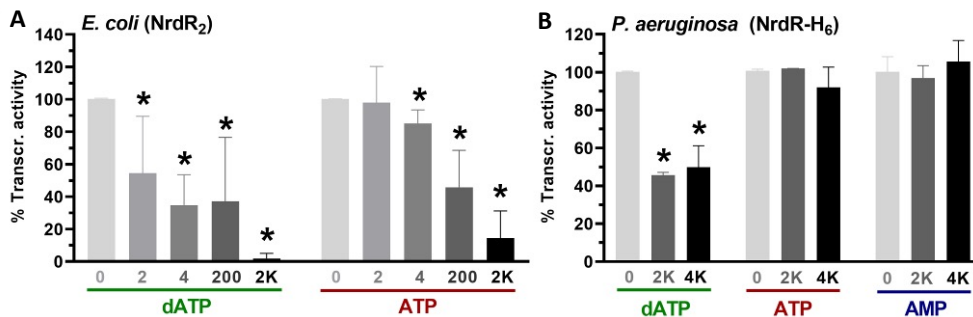 A
E. coli (NrdR₂)
% Transcr. activity
140
120
100
80
60
40
20
0
* * * *
* * *
0 2 4 200 2K
0 2 4 200 2K
dATP
ATP
B
P. aeruginosa (NrdR-H₆)
% Transcr. activity
120
100
80
60
40
20
0
* *
0 2K 4K
0 2K 4K
0 2K 4K
dATP
ATP
AMP